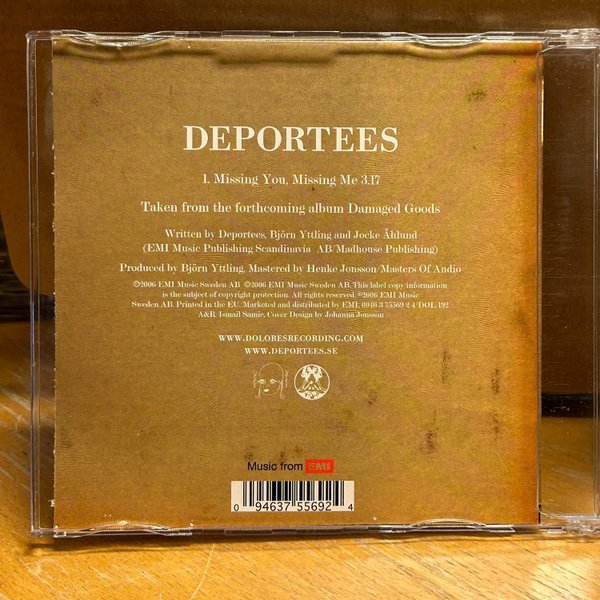 DEPORTEES
1. Missing You, Missing Me 3.17
Taken from the forthcoming album Damaged Goods
Written by Deportees, Björn Yttling and Jocke Åhlund
(EMI Music Publishing Scandinavia AB/Madhouse Publishing)
Produced by Björn Yttling, Mastered by Henke Jonsson/Masters Of Audio
℗2006 EMI Music Sweden AB ©2006 EMI Music Sweden AB. This label copy information
is the subject of copyright protection. All rights reserved. ©2006 EMI Music
Sweden AB. Printed in the EU. Marketed and distributed by EMI. 0946 3 75569 2 4 DOL 192
A&R: Ismail Samie. Cover Design by Johanna Jonsson
WWW.DOLORESRECORDING.COM
WWW.DEPORTEES.SE
Music from EMI
0 94637 55692 4